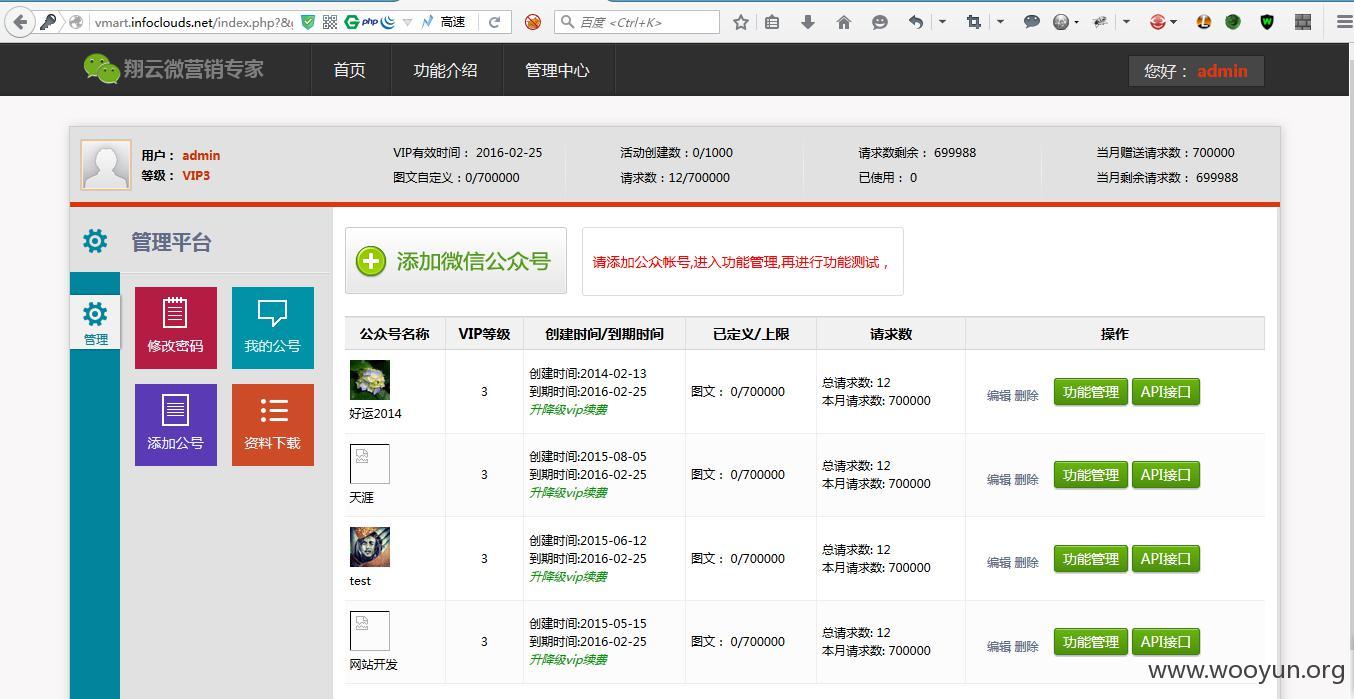 vmart.infoclouds.net/index.php?&
php
高速
百度 <Ctrl+K>
翔云微营销专家
首页
功能介绍
管理中心
您好： admin
用户： admin
等级： VIP3
VIP有效时间： 2016-02-25
图文自定义：0/700000
活动创建数：0/1000
请求数：12/700000
请求数剩余： 699988
已使用： 0
当月赠送请求数：700000
当月剩余请求数： 699988
管理平台
管理
修改密码
我的公号
添加公号
资料下载
添加微信公众号
请添加公众帐号,进入功能管理,再进行功能测试，
公众号名称 VIP等级 创建时间/到期时间 已定义/上限 请求数 操作
好运2014
3
创建时间:2014-02-13
到期时间:2016-02-25
升降级vip续费
图文： 0/700000
总请求数: 12
本月请求数: 700000
编辑 删除 功能管理 API接口
天涯
3
创建时间:2015-08-05
到期时间:2016-02-25
升降级vip续费
图文： 0/700000
总请求数: 12
本月请求数: 700000
编辑 删除 功能管理 API接口
test
3
创建时间:2015-06-12
到期时间:2016-02-25
升降级vip续费
图文： 0/700000
总请求数: 12
本月请求数: 700000
编辑 删除 功能管理 API接口
网站开发
3
创建时间:2015-05-15
到期时间:2016-02-25
升降级vip续费
图文： 0/700000
总请求数: 12
本月请求数: 700000
编辑 删除 功能管理 API接口
www.wooyun.org